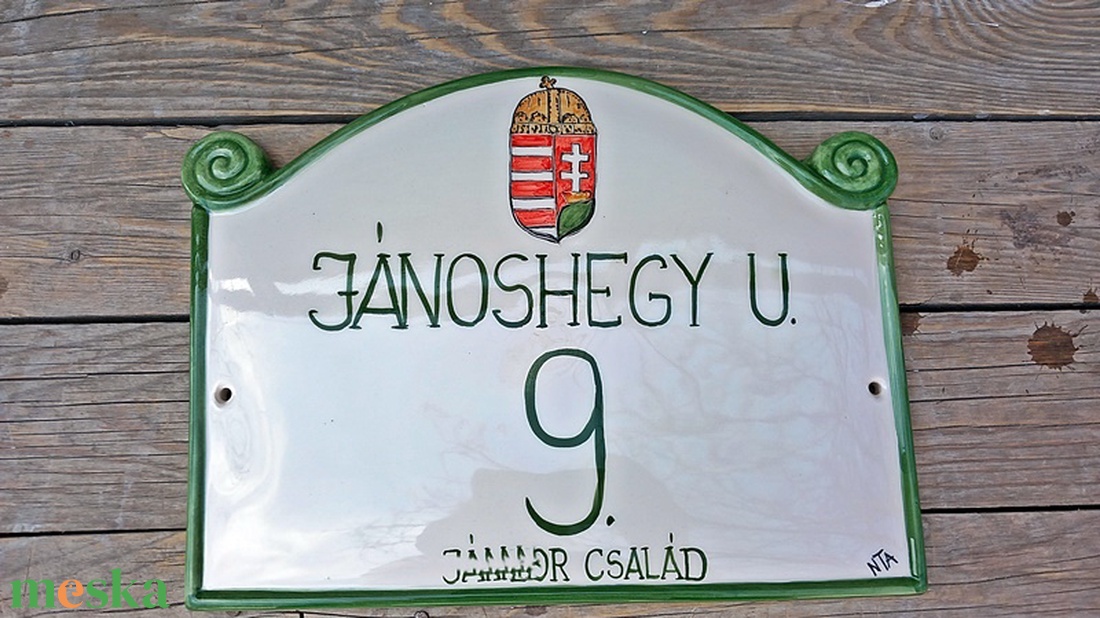 JÁNOSHEGY U.
9.
CSALÁD
NTA
meska